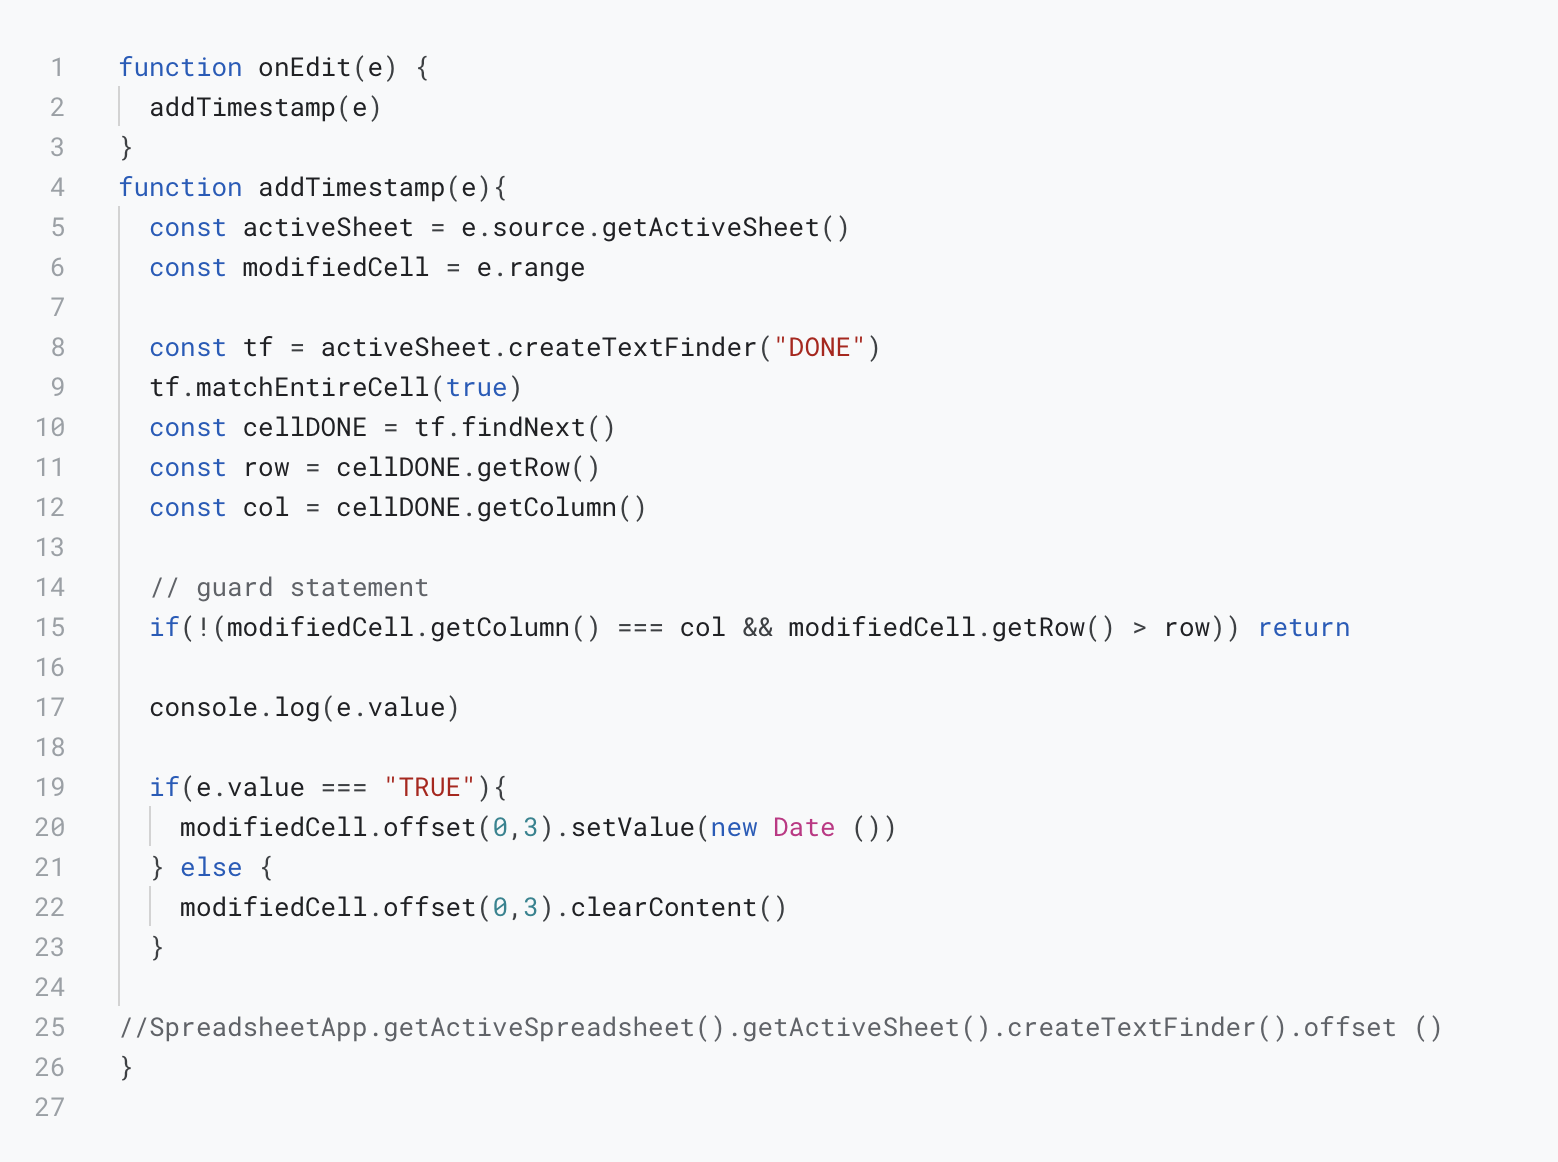 1 function onEdit(e) {
2 addTimestamp(e)
3 }
4 function addTimestamp(e){
5 const activeSheet = e.source.getActiveSheet()
6 const modifiedCell = e.range
7
8 const tf = activeSheet.createTextFinder("DONE")
9 tf.matchEntireCell(true)
10 const cellDONE = tf.findNext()
11 const row = cellDONE.getRow()
12 const col = cellDONE.getColumn()
13
14 // guard statement
15 if(!(modifiedCell.getColumn() === col && modifiedCell.getRow() > row)) return
16
17 console.log(e.value)
18
19 if(e.value === "TRUE"){
20 modifiedCell.offset(0,3).setValue(new Date ())
21 } else {
22 modifiedCell.offset(0,3).clearContent()
23 }
24
25 //SpreadsheetApp.getActiveSpreadsheet().getActiveSheet().createTextFinder().offset ()
26 }
27